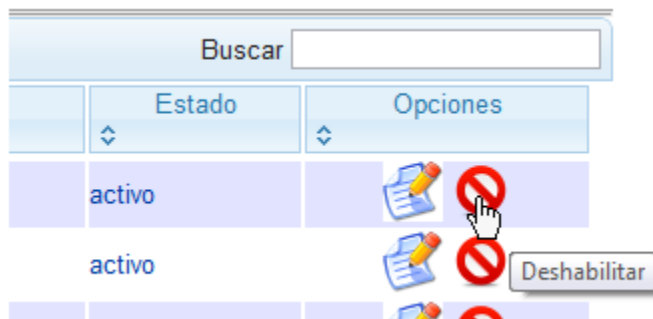 Buscar
Estado Opciones
activo
activo
Deshabilitar